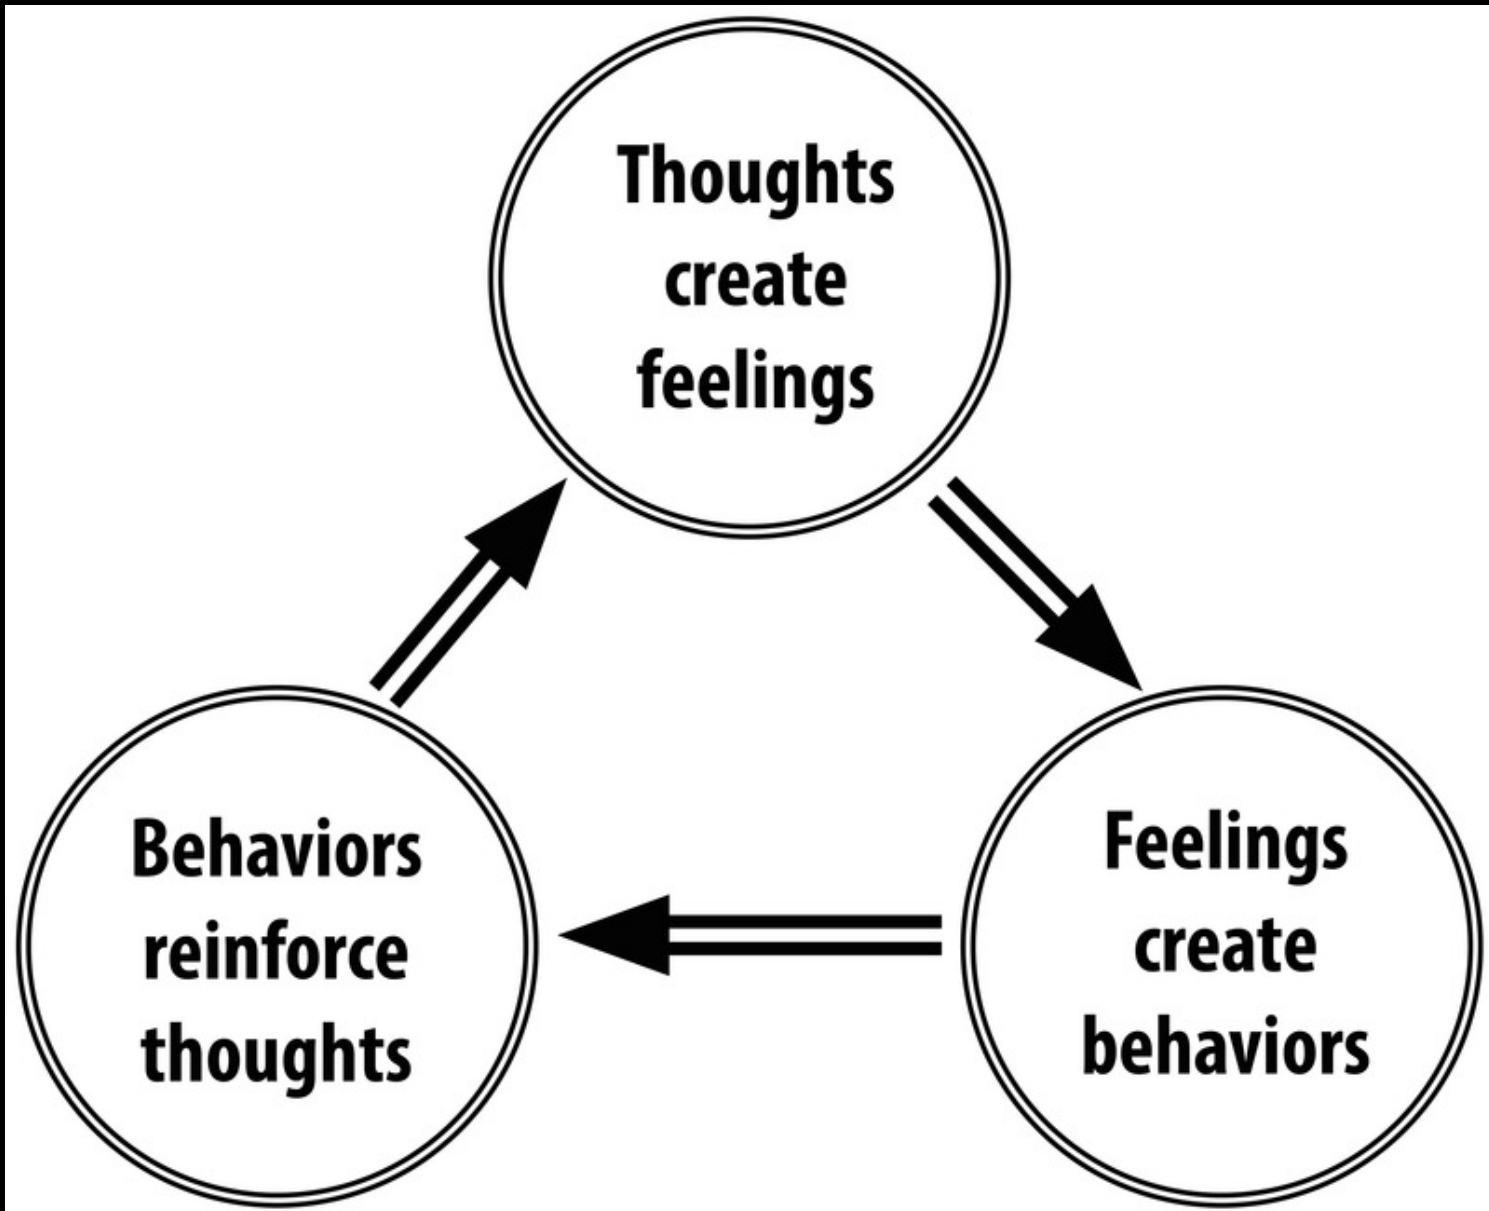 Thoughts
create
feelings
Feelings
create
behaviors
Behaviors
reinforce
thoughts